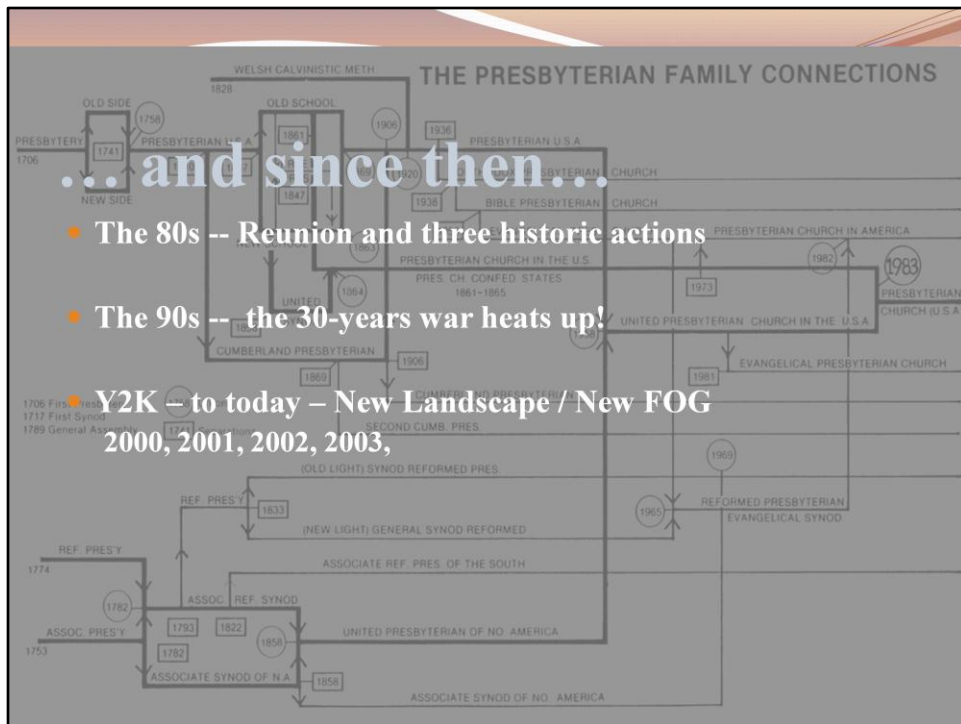 WELSH CALVINISTIC METH
1828
THE PRESBYTERIAN FAMILY CONNECTIONS
OLD SIDE
1758
OLD SCHOOL
1906
1936
PRESBYTERY
1706
1741
PRESBYTERIAN U.S.A.
1861
PRESBYTERIAN U.S.A.
… and since then…
1920
CHURCH
NEW SIDE
1847
1936
BIBLE PRESBYTERIAN CHURCH
• The 80s -- Reunion and three historic actions
1863
PRESBYTERIAN CHURCH IN AMERICA
PRESBYTERIAN CHURCH IN THE U.S.
1982
1983
PRES. CH. CONFED. STATES
1861-1865
1864
1973
PRESBYTERIAN
CHURCH (U.S.A.
• The 90s -- the 30-years war heats up!
UNITED
UNITED PRESBYTERIAN CHURCH IN THE U.S.A.
CUMBERLAND PRESBYTERIAN
1906
1869
1981
EVANGELICAL PRESBYTERIAN CHURCH
• Y2K – to today – New Landscape / New FOG
1717 First Synod
1789 General Assembly
1741
SECOND CUMB. PRES.
2000, 2001, 2002, 2003,
1969
(OLD LIGHT) SYNOD REFORMED PRES.
REF. PRES'Y
1833
1965
REFORMED PRESBYTERIAN
EVANGELICAL SYNOD
(NEW LIGHT) GENERAL SYNOD REFORMED
REF. PRES'Y
1774
ASSOCIATE REF. PRES. OF THE SOUTH
1782
ASSOC. REF. SYNOD
1793
1822
ASSOC. PRES'Y
1753
1782
1858
UNITED PRESBYTERIAN OF NO. AMERICA
ASSOCIATE SYNOD OF N.A.
1858
ASSOCIATE SYNOD OF NO. AMERICA